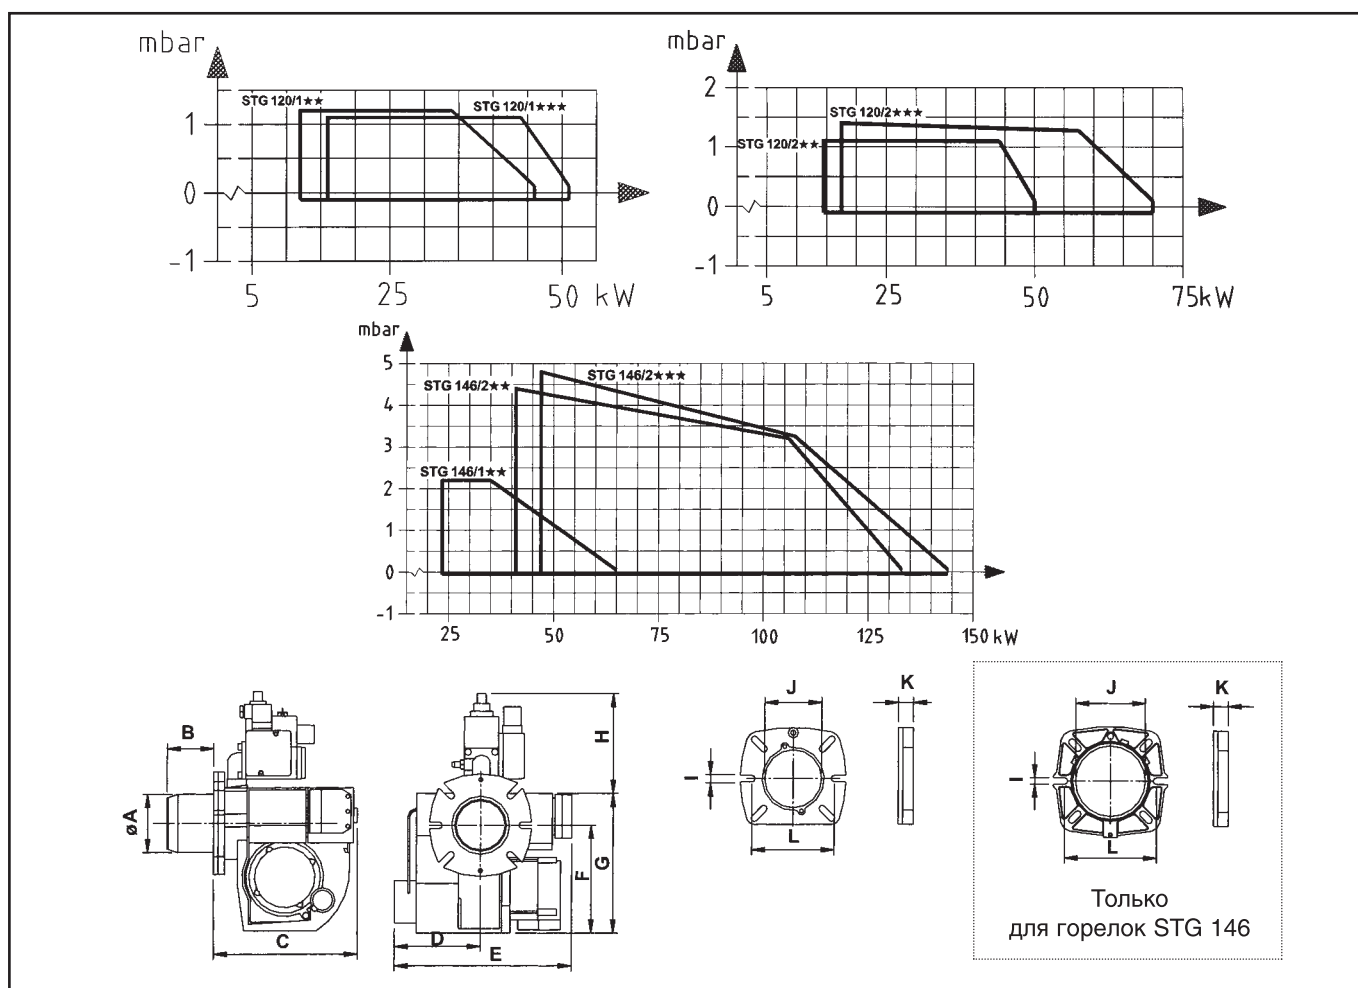 mbar
STG 120/1★★
STG 120/1★★★
1
0
-1
5
25
50 kW
mbar
2
STG 120/2★★★
STG 120/2★★
1
0
-1
5
25
50
75kW
mbar
5
STG 146/2★★
STG 146/2★★★
4
3
STG 146/1★★
2
1
0
-1
25
50
75
100
125
150 kW
B
øA
C
H
G
F
D
E
J
K
I
L
J
K
I
L
Только
для горелок STG 146